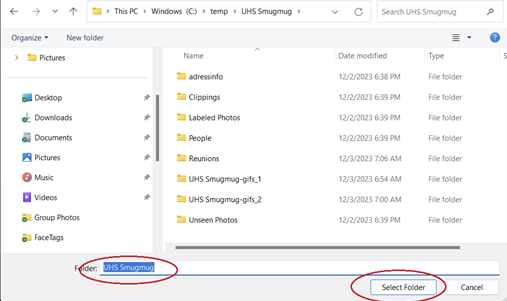 This PC > Windows (C:) > temp > UHS Smugmug >
Search UHS Smugmug
Organize New folder
Pictures
Desktop
Downloads
Documents
Pictures
Music
Videos
Group Photos
FaceTags
Name Date modified Type S
adressinfo 12/2/2023 6:38 PM File folder
Clippings 12/2/2023 6:39 PM File folder
Labeled Photos 12/2/2023 6:39 PM File folder
People 12/2/2023 6:39 PM File folder
Reunions 12/3/2023 7:06 AM File folder
UHS Smugmug-gifs_1 12/3/2023 6:54 AM File folder
UHS Smugmug-gifs_2 12/3/2023 7:00 AM File folder
Unseen Photos 12/2/2023 6:39 PM File folder
Folder: UHS Smugmug
Select Folder Cancel